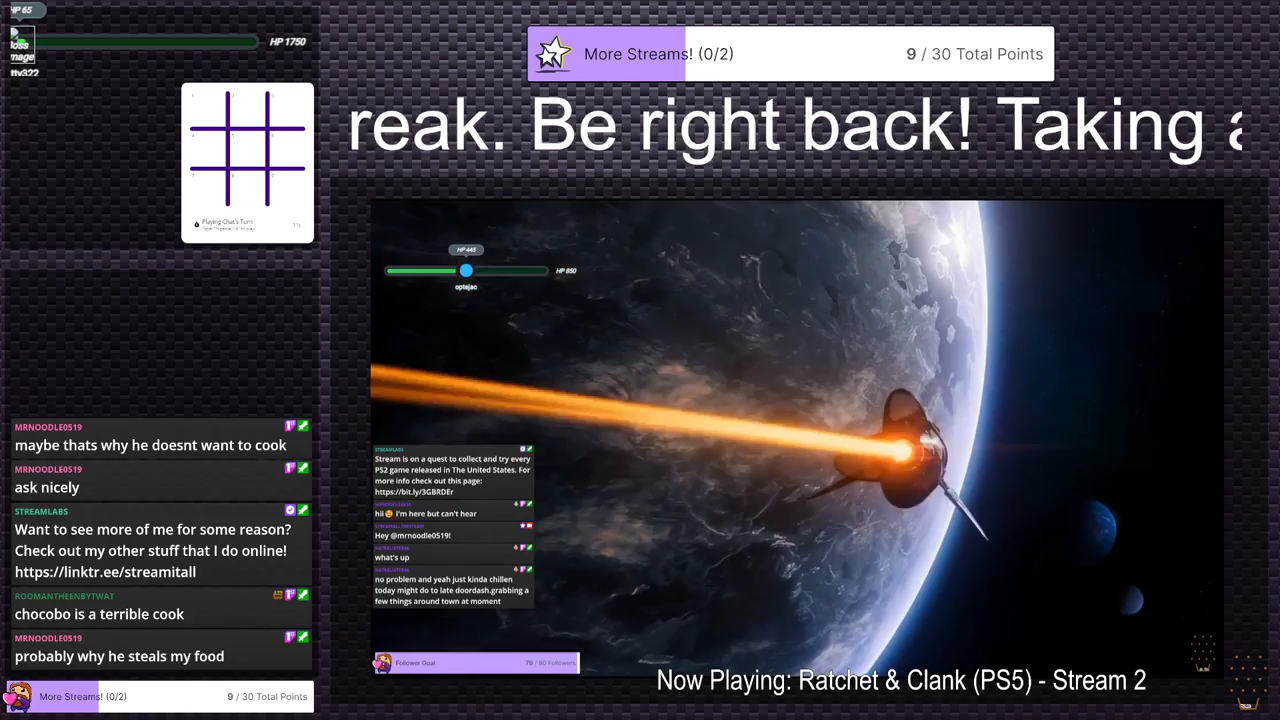 HP 65
HP 1750
More Streams! (0/2)
9 / 30 Total Points
reak. Be right back! Taking a
Playing Chat's Turn
HP 445
HP 850
optajac
MRNOODLE0519
maybe thats why he doesnt want to cook
MRNOODLE0519
ask nicely
STREAMLABS
Want to see more of me for some reason?
Check out my other stuff that I do online!
https://linktr.ee/streamitall
ROOMANTHEENBYTWAT
chocobo is a terrible cook
MRNOODLE0519
probably why he steals my food
More Streams! (0/2)
9 / 30 Total Points
STREAMLABS
Stream is on a quest to collect and try every
PS2 game released in The United States. For
more info check out this page:
https://bit.ly/3GBRDEr
hii I'm here but can't hear
Hey @mrnoodle0519!
what's up
no problem and yeah just kinda chillen
today might do to late doordash.grabbing a
few things around town at moment
Follower Goal
79 / 80 Followers
Now Playing: Ratchet & Clank (PS5) - Stream 2